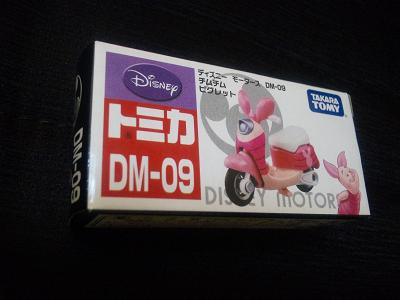 Disney
トミカ
DM-09
ディズニー モータース DM-09
チムチム
ピグレット
TAKARA
TOMY
DISNEY MOTORS
DM-09